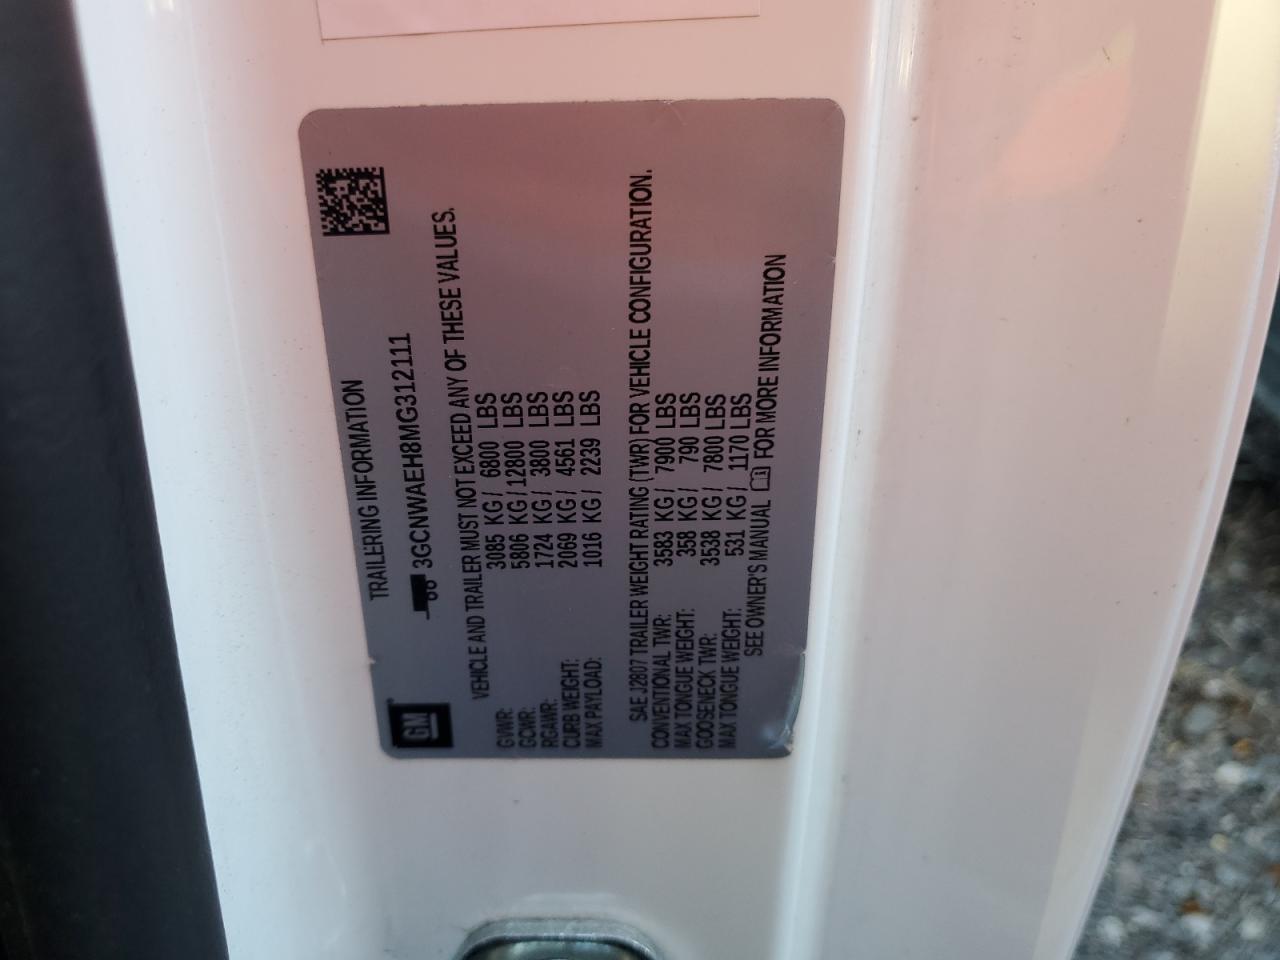 GM
TRAILERING INFORMATION
3GCNWAEH8MG312111
VEHICLE AND TRAILER MUST NOT EXCEED ANY OF THESE VALUES.
GVWR: 3085 KG / 6800 LBS
GCWR: 5806 KG / 12800 LBS
RGAWR: 1724 KG / 3800 LBS
CURB WEIGHT: 2069 KG / 4561 LBS
MAX PAYLOAD: 1016 KG / 2239 LBS
SAE J2807 TRAILER WEIGHT RATING (TWR) FOR VEHICLE CONFIGURATION.
CONVENTIONAL TWR: 3583 KG / 7900 LBS
MAX TONGUE WEIGHT: 358 KG / 790 LBS
GOOSENECK TWR: 3538 KG / 7800 LBS
MAX TONGUE WEIGHT: 531 KG / 1170 LBS
SEE OWNER'S MANUAL FOR MORE INFORMATION